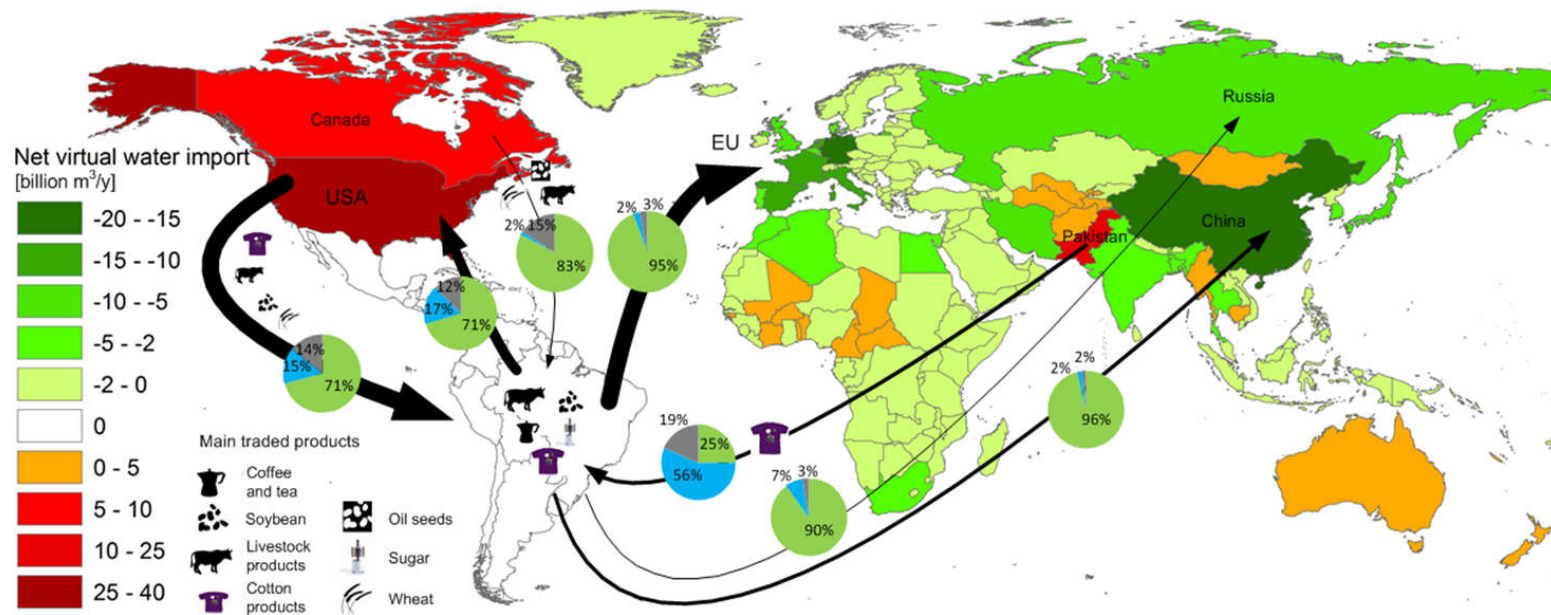 Canada
Russia
EU
Net virtual water import
[billion m³/y]
USA
China
Pakistan
-20 - -15
-15 - -10
-10 - -5
-5 - -2
-2 - 0
0
0 - 5
5 - 10
10 - 25
25 - 40
2% 15%
83%
2% 3%
95%
12%
17%
71%
14%
15%
71%
2% 2%
96%
19%
25%
56%
7% 3%
90%
Main traded products
Coffee
and tea
Soybean
Livestock
products
Cotton
products
Oil seeds
Sugar
Wheat